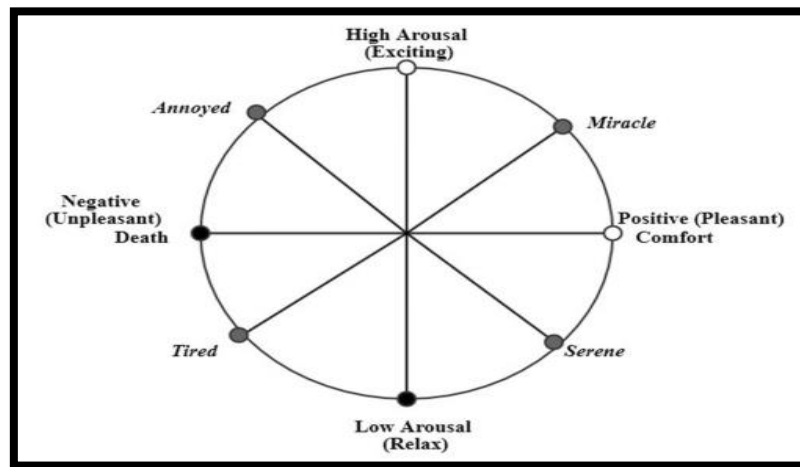 High Arousal
(Exciting)
Annoyed
Miracle
Negative
(Unpleasant)
Death
Positive (Pleasant)
Comfort
Tired
Serene
Low Arousal
(Relax)